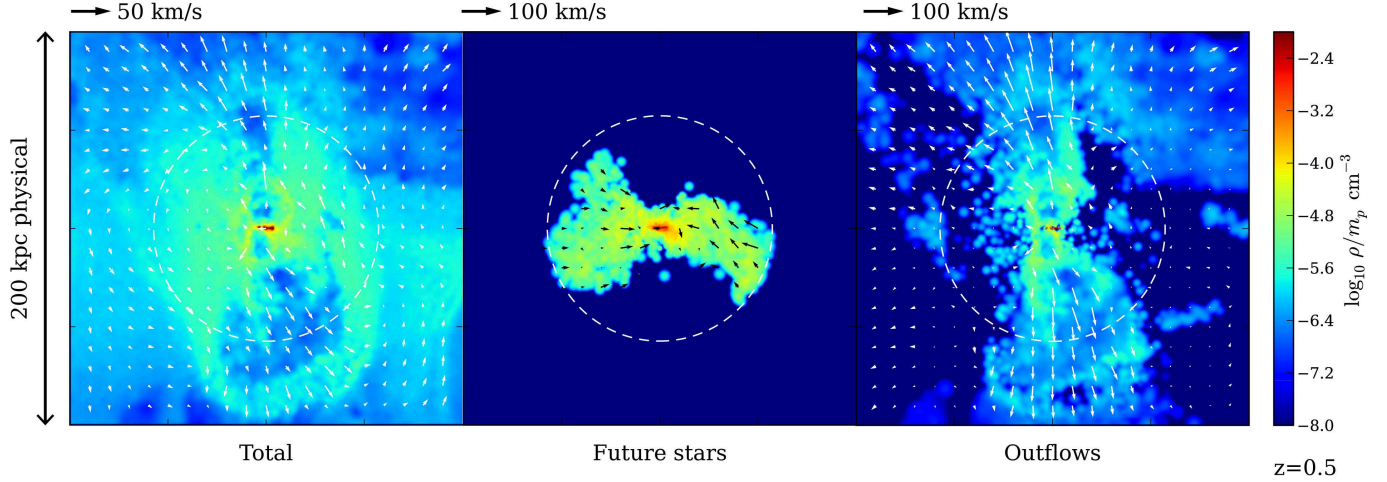 50 km/s
100 km/s
100 km/s
200 kpc physical
−2.4
−3.2
−4.0
−4.8
−5.6
−6.4
−7.2
−8.0
log₁₀ ρ/mₚ cm⁻³
Total
Future stars
Outflows
z=0.5